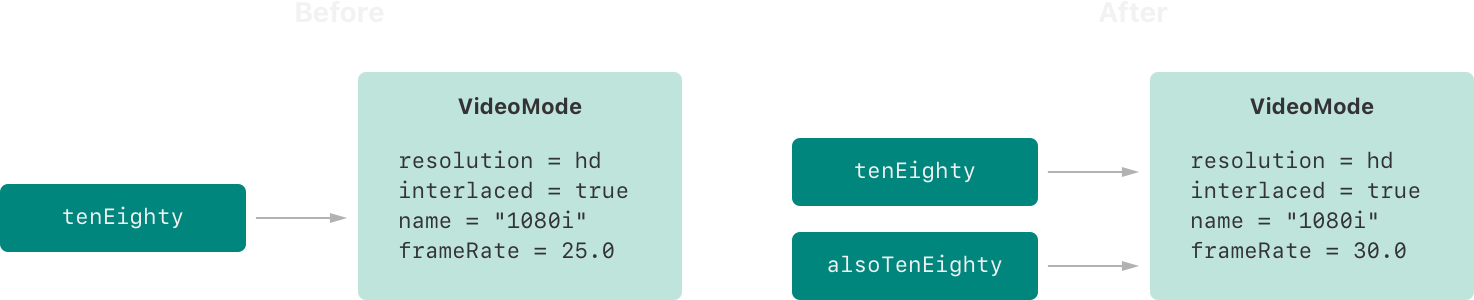 Before
tenEighty
VideoMode
resolution = hd
interlaced = true
name = "1080i"
frameRate = 25.0
After
tenEighty
alsoTenEighty
VideoMode
resolution = hd
interlaced = true
name = "1080i"
frameRate = 30.0